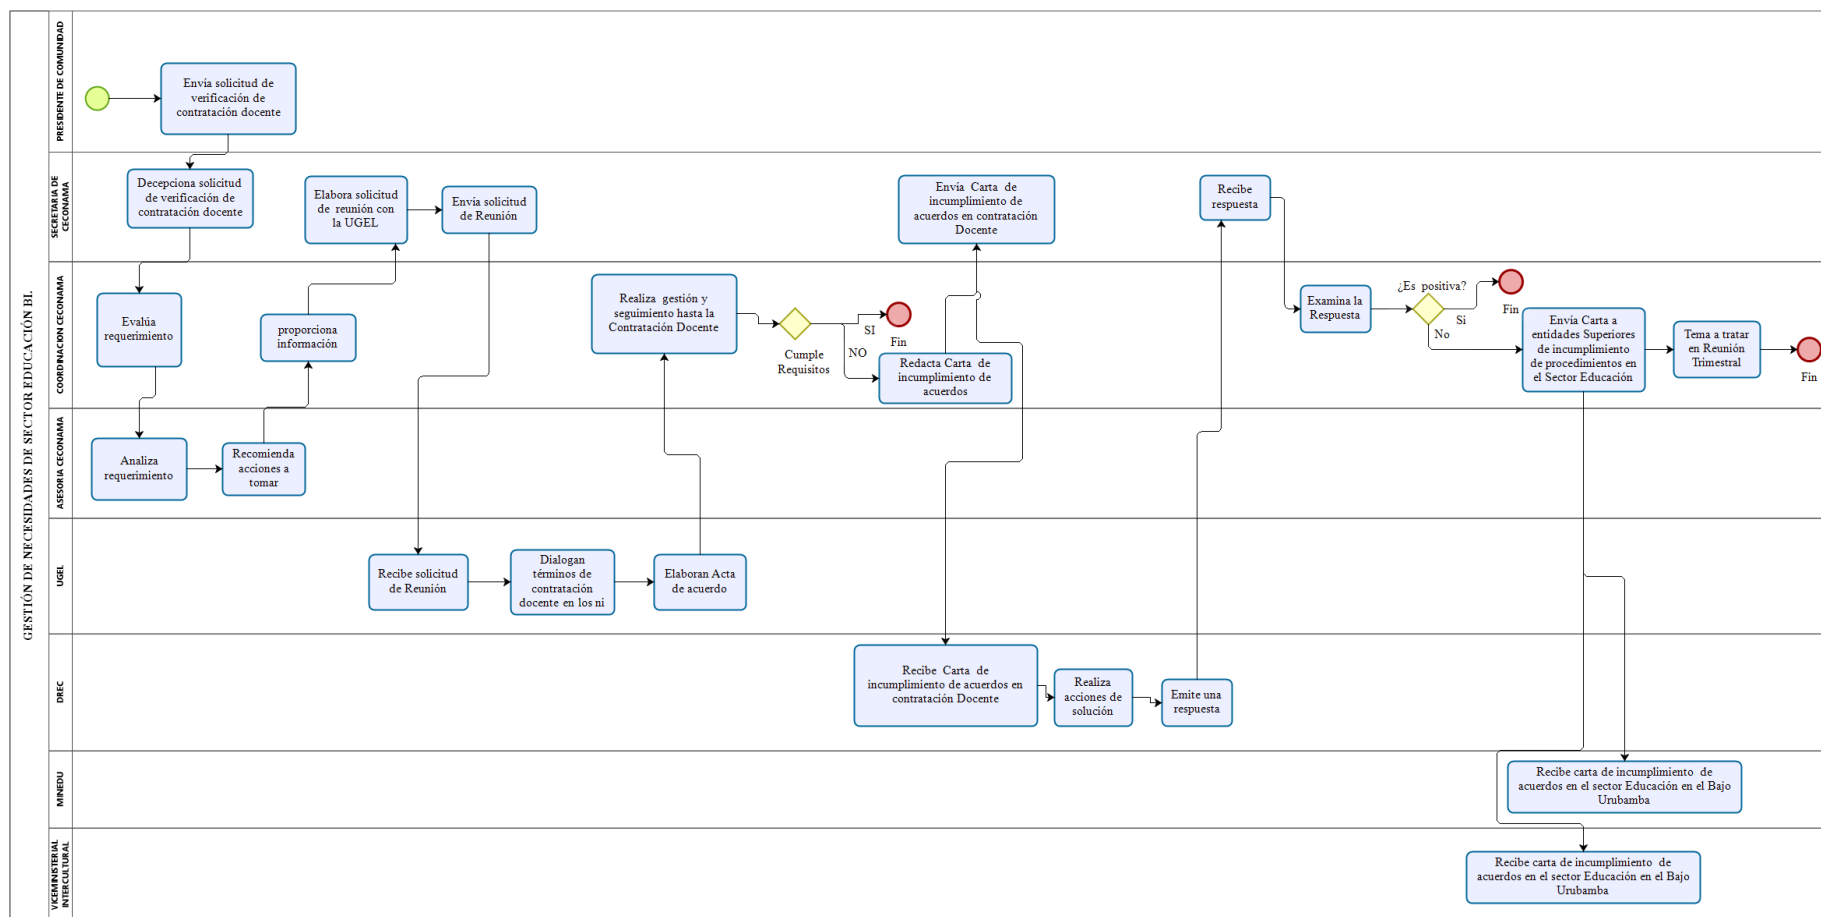 GESTIÓN DE NECESIDADES DE SECTOR EDUCACIÓN BI.
PRESIDENTE DE COMUNIDAD
Envía solicitud de
verificación de
contratación docente
SECRETARIA DE
CECONAMA
Decepciona solicitud
de verificación de
contratación docente
Elabora solicitud
de reunión con
la UGEL
Envía solicitud
de Reunión
Envía Carta de
incumplimiento de
acuerdos en contratación
Docente
Recibe
respuesta
COORDINACION CECONAMA
Evalúa
requerimiento
proporciona
información
Realiza gestión y
seguimiento hasta la
Contratación Docente
Cumple
Requisitos
SI
NO
Fin
Redacta Carta de
incumplimiento de
acuerdos
Examina la
Respuesta
¿Es positiva?
Si
No
Fin
Envía Carta a
entidades Superiores
de incumplimiento
de procedimientos en
el Sector Educación
Tema a tratar
en Reunión
Trimestral
Fin
ASESORIA CECONAMA
Analiza
requerimiento
Recomienda
acciones a
tomar
UGEL
Recibe solicitud
de Reunión
Dialogan
términos de
contratación
docente en los ni
Elaboran Acta
de acuerdo
DREC
Recibe Carta de
incumplimiento de acuerdos en
contratación Docente
Realiza
acciones de
solución
Emite una
respuesta
MINEDU
Recibe carta de incumplimiento de
acuerdos en el sector Educación en el Bajo
Urubamba
VICEMINISTERIAL
INTERCULTURAL
Recibe carta de incumplimiento de
acuerdos en el sector Educación en el Bajo
Urubamba